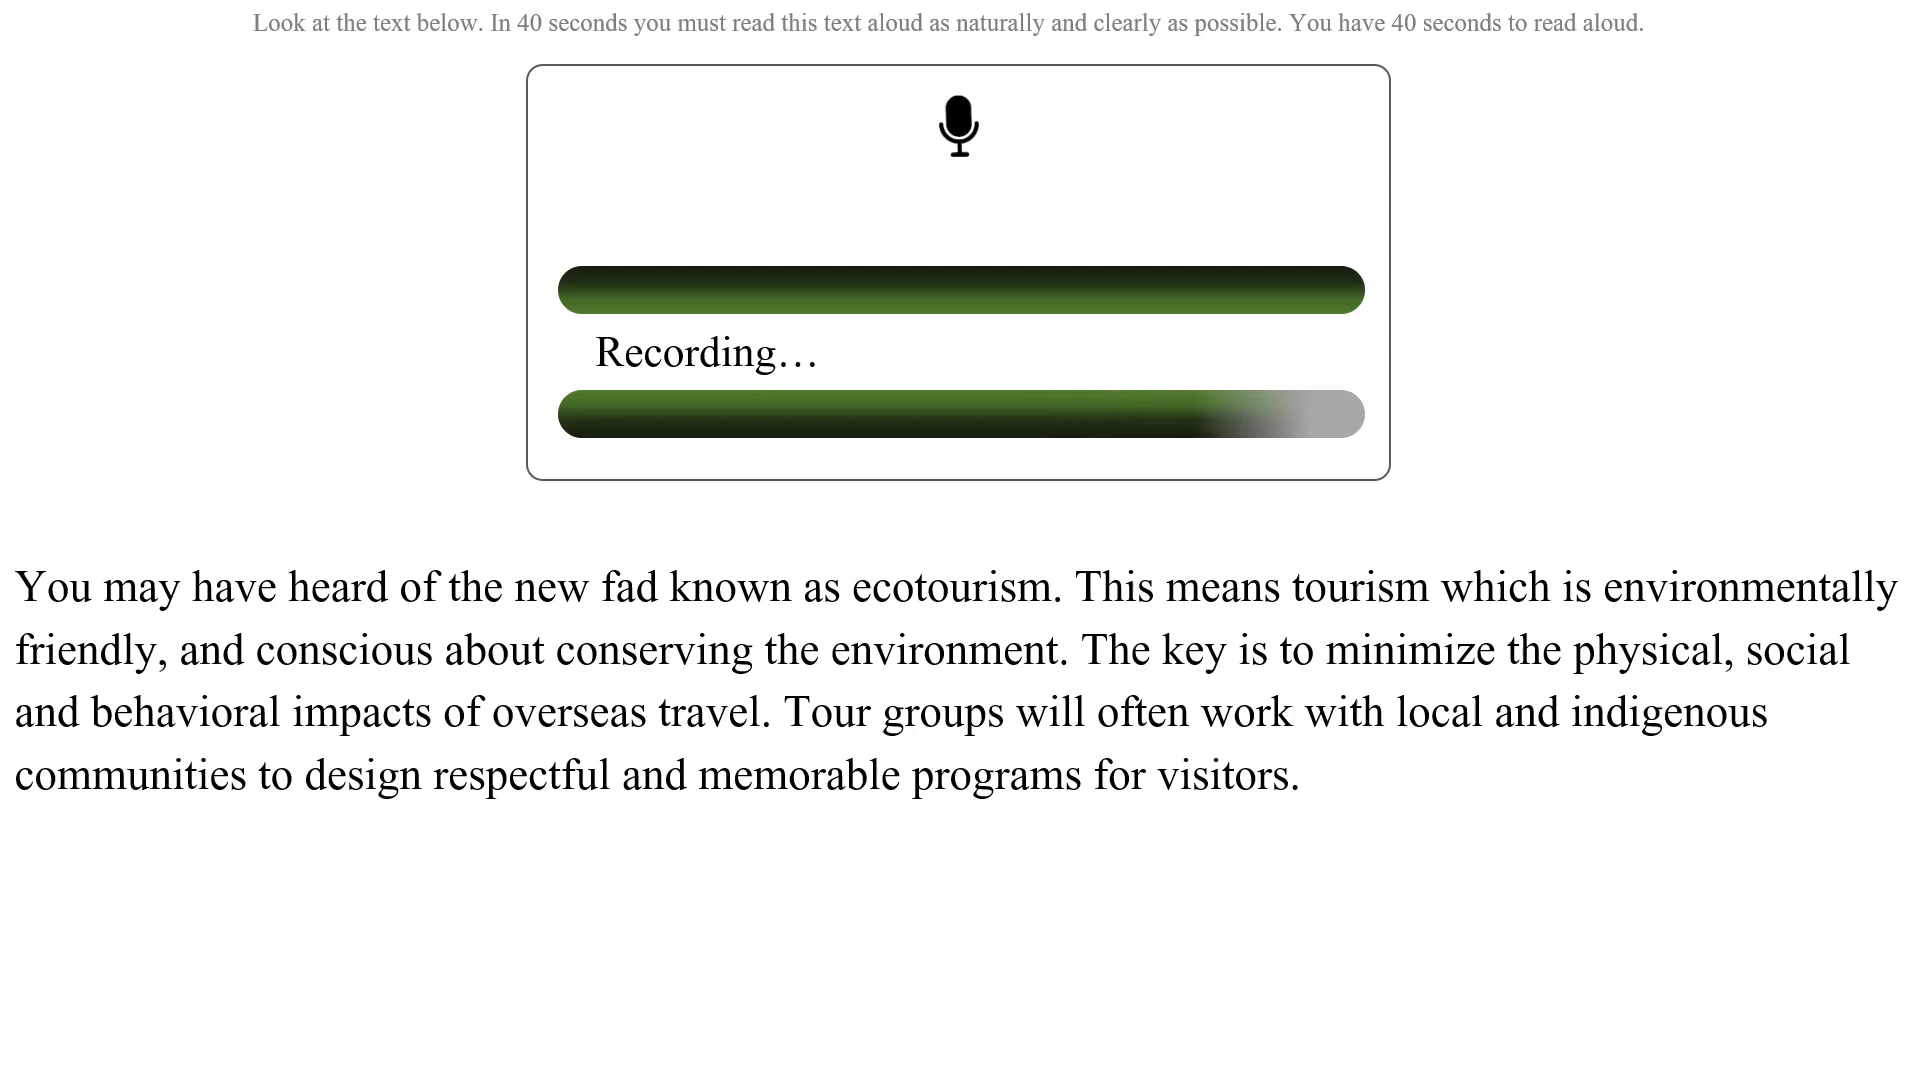 Look at the text below. In 40 seconds you must read this text aloud as naturally and clearly as possible. You have 40 seconds to read aloud.
Recording…
You may have heard of the new fad known as ecotourism. This means tourism which is environmentally
friendly, and conscious about conserving the environment. The key is to minimize the physical, social
and behavioral impacts of overseas travel. Tour groups will often work with local and indigenous
communities to design respectful and memorable programs for visitors.